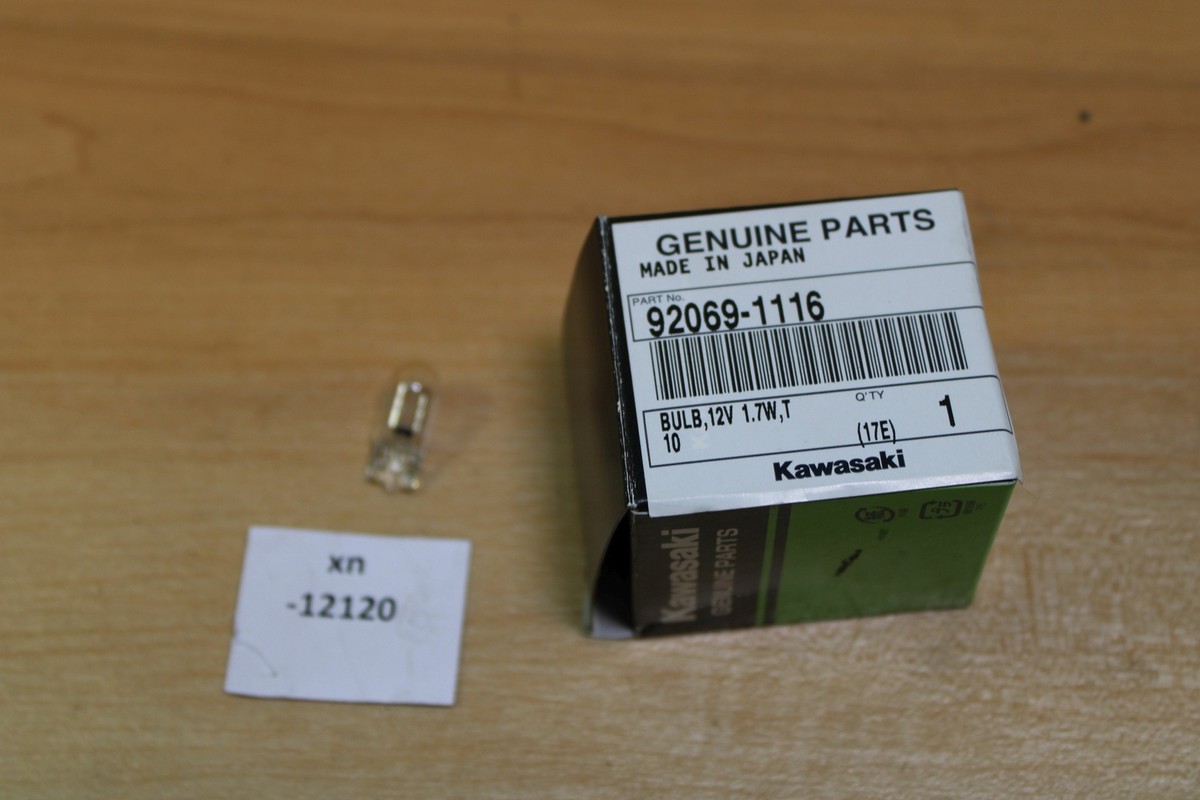 GENUINE PARTS
MADE IN JAPAN
PART No.
92069-1116
BULB,12V 1.7W,T
10
Q'TY
(17E)
1
Kawasaki
Kawasaki
GENUINE PARTS
xn
-12120